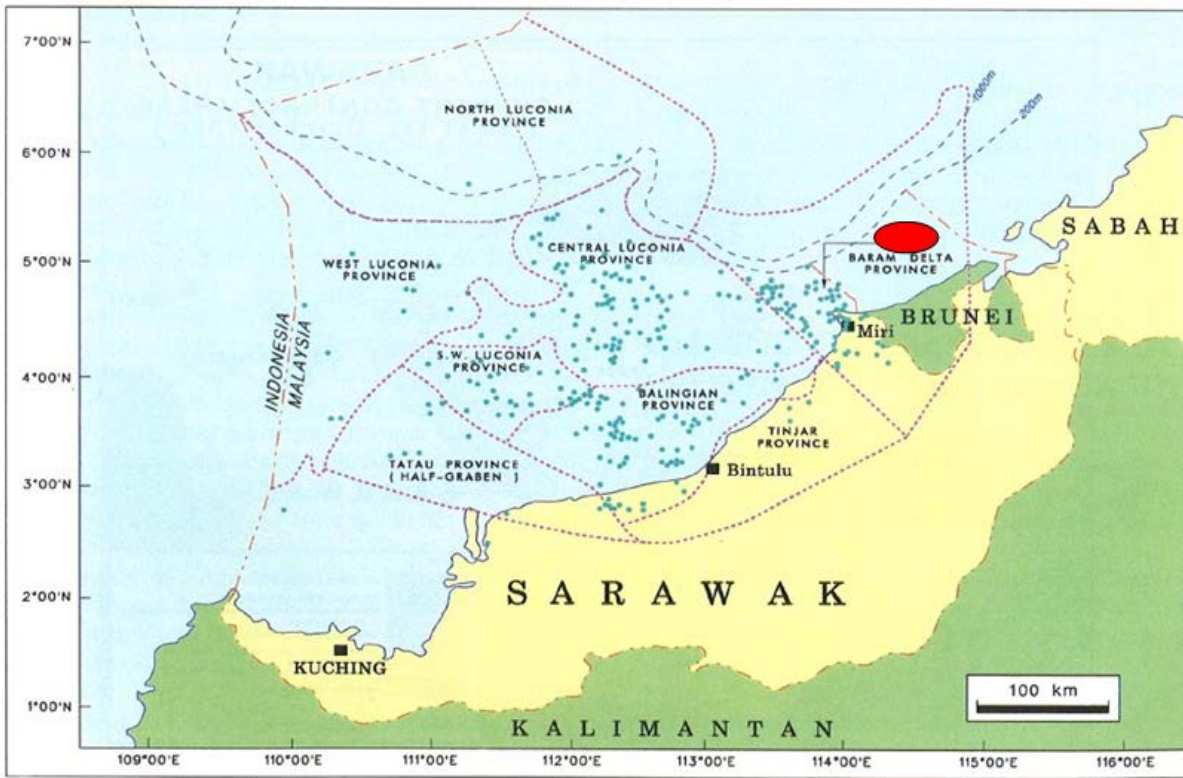 7°00'N
6°00'N
5°00'N
4°00'N
3°00'N
2°00'N
1°00'N
NORTH LUCONIA
PROVINCE
-1000m
200m
SABAH
CENTRAL LUCONIA
PROVINCE
WEST LUCONIA
PROVINCE
BARAM DELTA
PROVINCE
BRUNEI
Miri
INDONESIA
MALAYSIA
S.W. LUCONIA
PROVINCE
BALINGIAN
PROVINCE
TINJAR
PROVINCE
TATAU PROVINCE
( HALF-GRABEN )
Bintulu
SARAWAK
KUCHING
100 km
KALIMANTAN
109°00'E
110°00'E
111°00'E
112°00'E
113°00'E
114°00'E
115°00'E
116°00'E